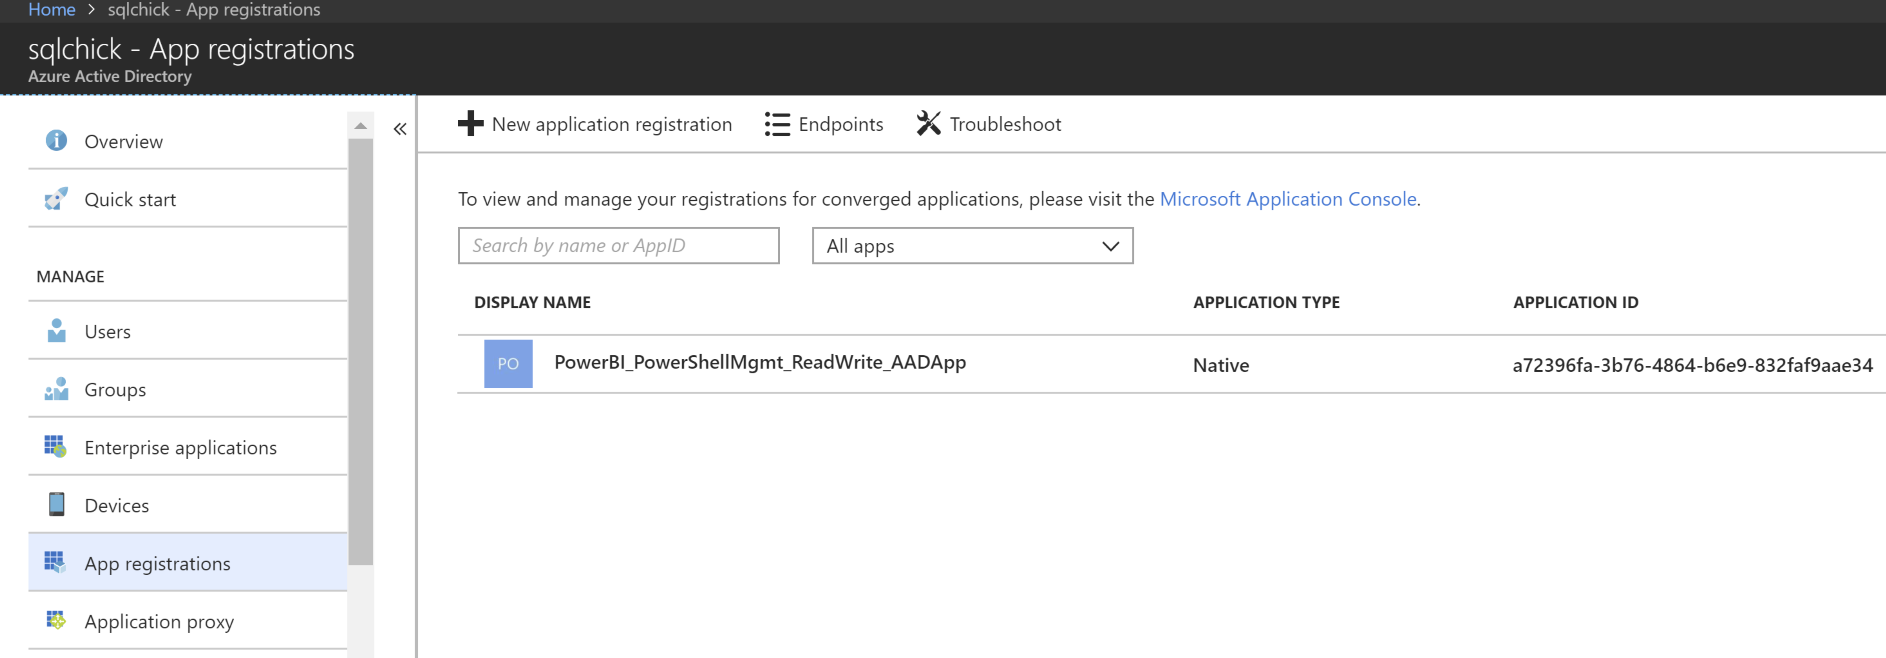 Home > sqlchick - App registrations
sqlchick - App registrations
Azure Active Directory
Overview
Quick start
MANAGE
Users
Groups
Enterprise applications
Devices
App registrations
Application proxy
New application registration
Endpoints
Troubleshoot
To view and manage your registrations for converged applications, please visit the Microsoft Application Console.
Search by name or AppID
All apps
DISPLAY NAME APPLICATION TYPE APPLICATION ID
PO PowerBI_PowerShellMgmt_ReadWrite_AADApp Native a72396fa-3b76-4864-b6e9-832faf9aae34